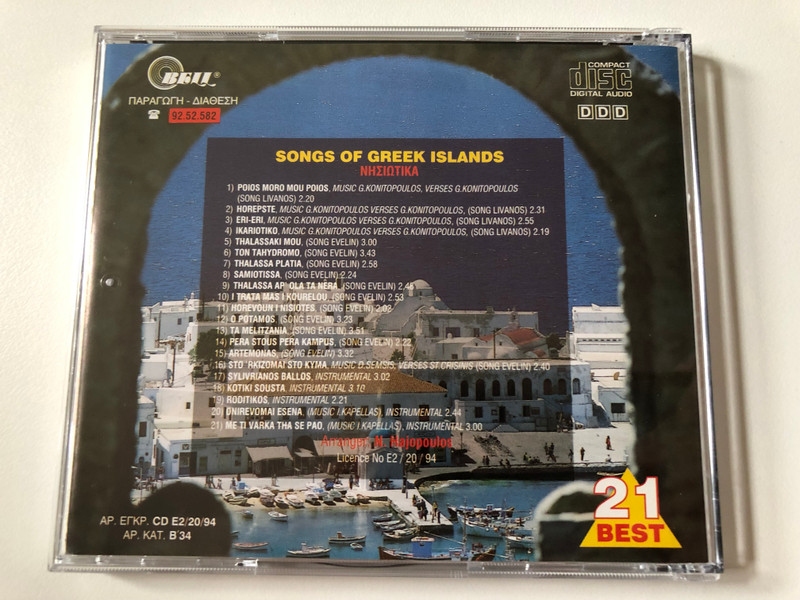 BELL®
ΠΑΡΑΓΩΓΗ - ΔΙΑΘΕΣΗ
☎ 92.52.582
COMPACT
disc
DIGITAL AUDIO
DDD
SONGS OF GREEK ISLANDS
ΝΗΣΙΩΤΙΚΑ
1) POIOS MORO MOU POIOS, MUSIC G.KONITOPOULOS, VERSES G.KONITOPOULOS
(SONG LIVANOS) 2.20
2) HOREPSTE, MUSIC G.KONITOPOULOS VERSES G.KONITOPOULOS, (SONG LIVANOS) 2.31
3) ERI-ERI, MUSIC G.KONITOPOULOS VERSES G.KONITOPOULOS, (SONG LIVANOS) 2.55
4) IKARIOTIKO, MUSIC G.KONITOPOULOS VERSES G.KONITOPOULOS, (SONG LIVANOS) 2.19
5) THALASSAKI MOU, (SONG EVELIN) 3.00
6) TON TAHYDROMO, (SONG EVELIN) 3.43
7) THALASSA PLATIA, (SONG EVELIN) 2.58
8) SAMIOTISSA, (SONG EVELIN) 2.24
9) THALASSA AP' OLA TA NERA, (SONG EVELIN) 2.45
10) I TRATA MAS I KOURELOU, (SONG EVELIN) 2.53
11) HOREVOUN I NISIOTES, (SONG EVELIN) 2.02
12) O POTAMOS, (SONG EVELIN) 3.23
13) TA MELITZANIA, (SONG EVELIN) 3.51
14) PERA STOUS PERA KAMPUS, (SONG EVELIN) 2.22
15) ARTEMONAS, (SONG EVELIN) 3.32
16) STO "RKIZOMAI STO KYMA, MUSIC D.SEMSIS, VERSES ST.CRISINIS (SONG EVELIN) 2.40
17) SYLIVRIANOS BALLOS, INSTRUMENTAL 3.02
18) KOTIKI SOUSTA, INSTRUMENTAL 3.10
19) RODITIKOS, INSTRUMENTAL 2.21
20) ONIREVOMAI ESENA, (MUSIC I.KAPELLAS), INSTRUMENTAL 2.44
21) ME TI VARKA THA SE PAO, (MUSIC I.KAPELLAS), INSTRUMENTAL 3.00
Licence No E2 / 20 / 94
ΑΡ. ΕΓΚΡ. CD E2/20/94
ΑΡ. ΚΑΤ. Β΄34
21
BEST